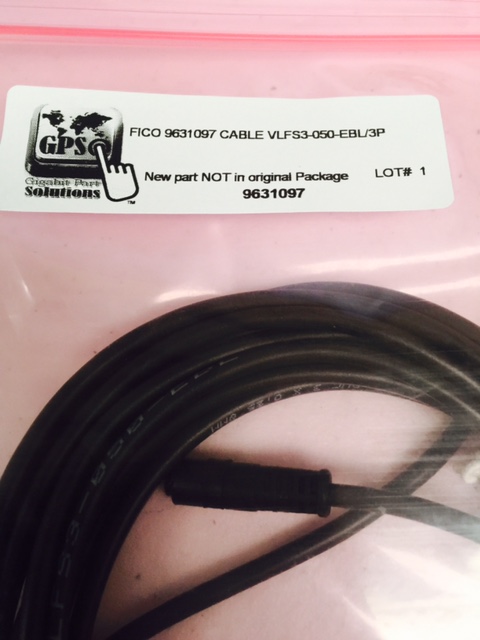 FICO 9631097 CABLE VLFS3-050-EBL/3P
GPS
New part NOT in original Package LOT# 1
Gigabit Part
Solutions™
9631097